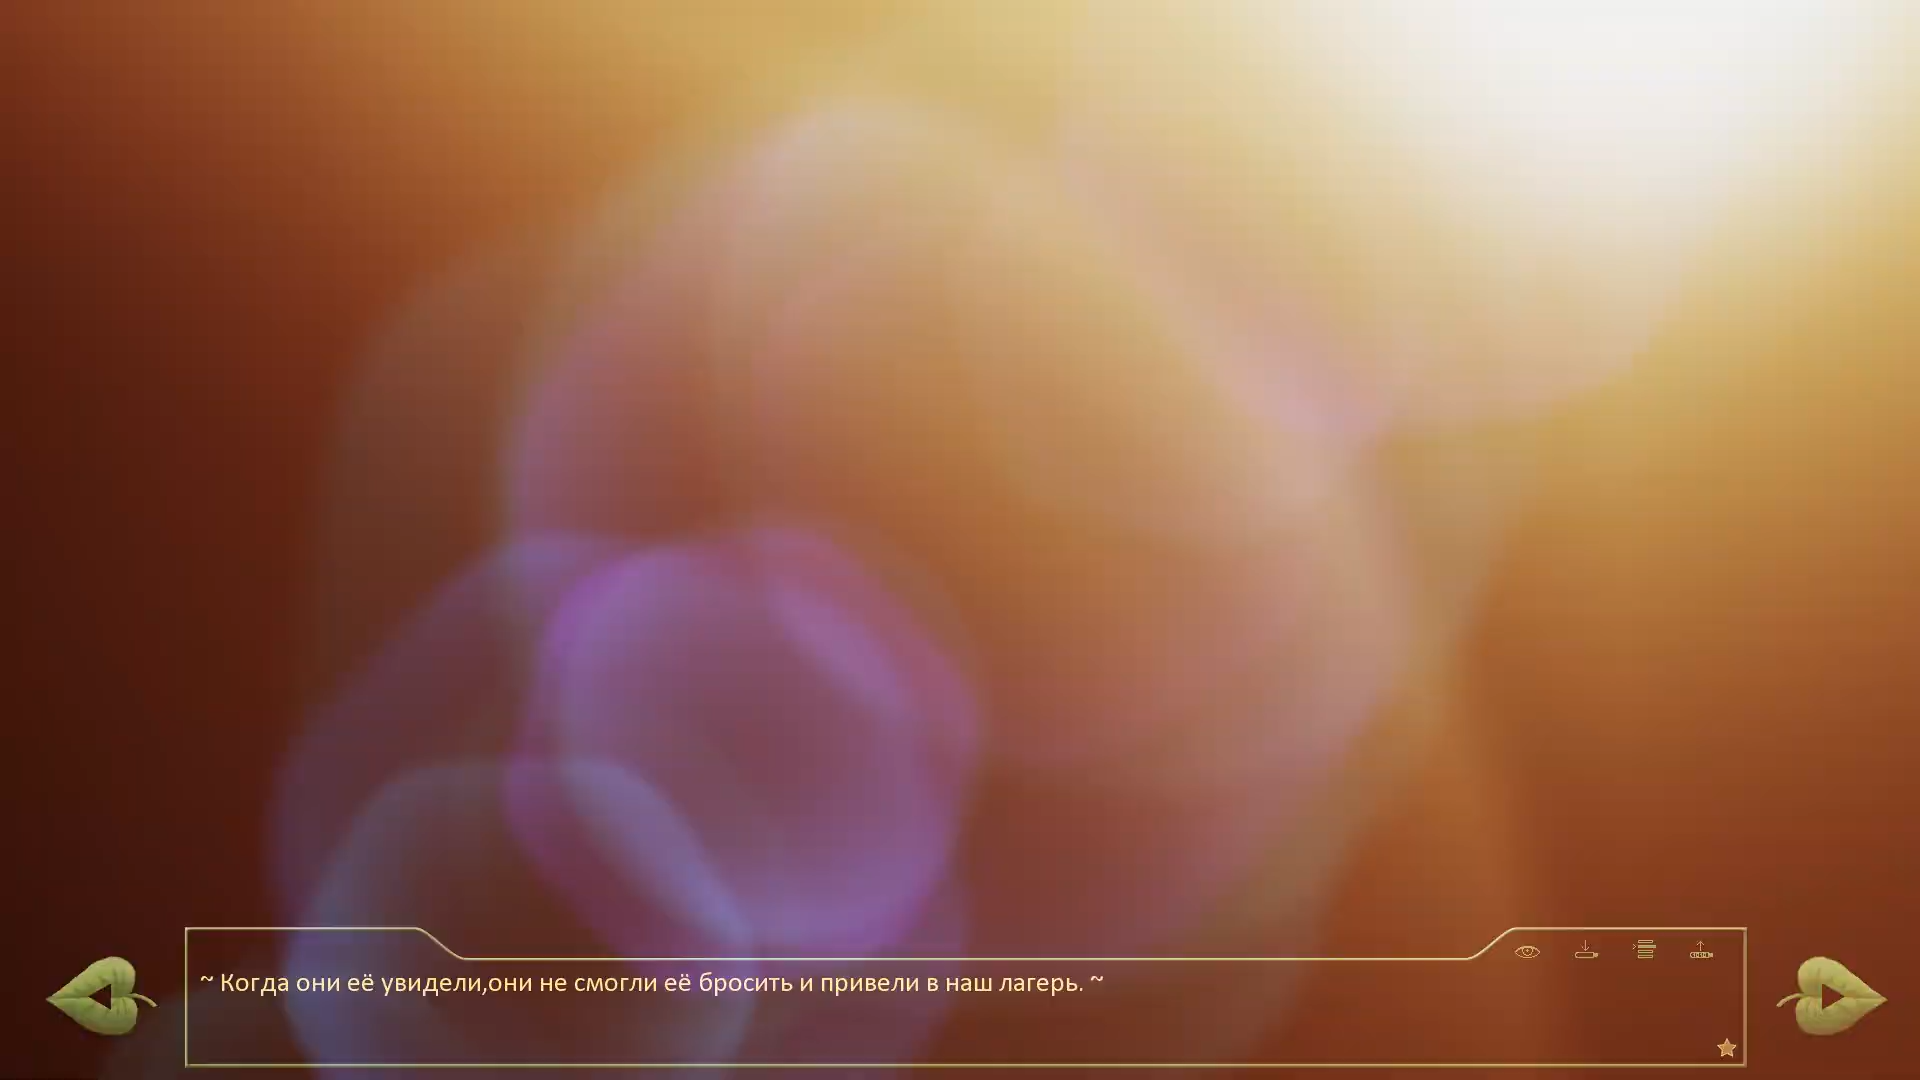 ~ Когда они её увидели,они не смогли её бросить и привели в наш лагерь. ~